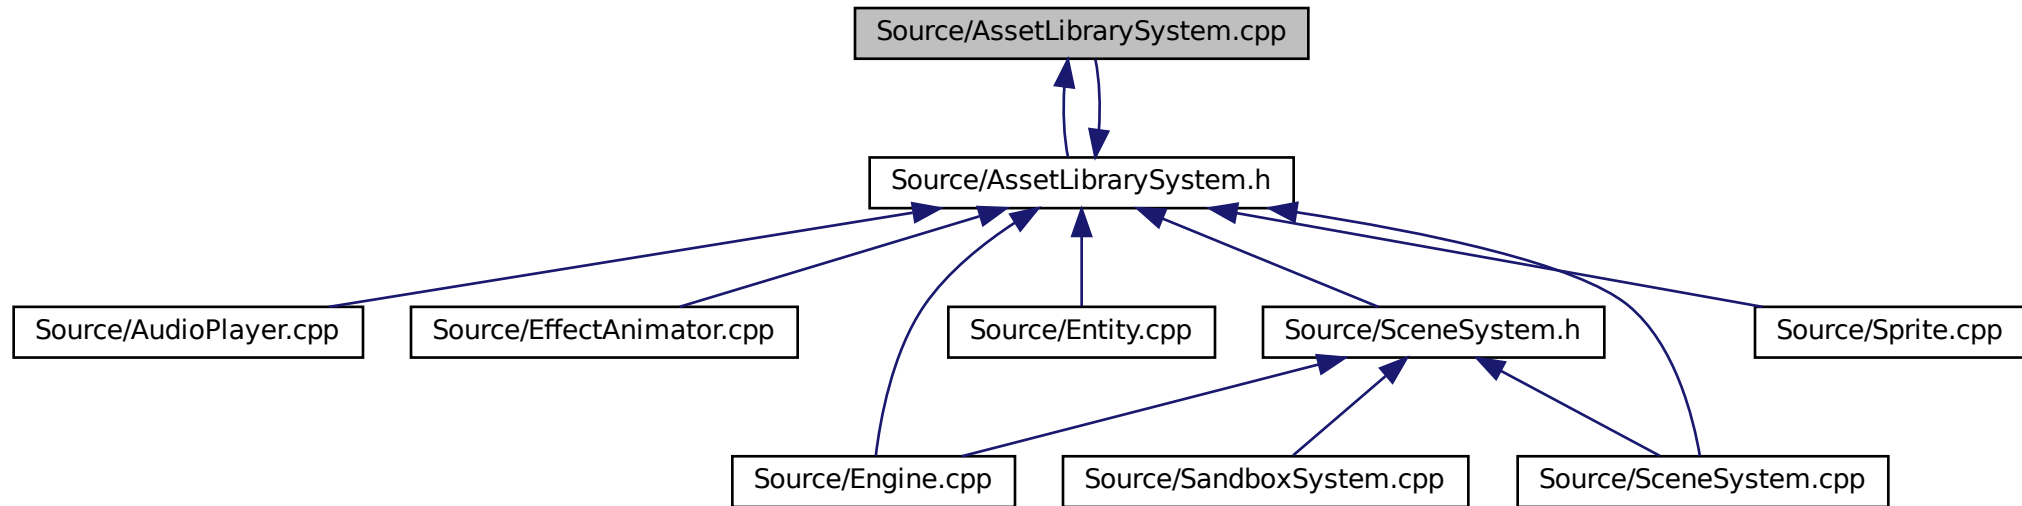 Source/AssetLibrarySystem.cpp
Source/AssetLibrarySystem.h
Source/AudioPlayer.cpp
Source/EffectAnimator.cpp
Source/Entity.cpp
Source/SceneSystem.h
Source/Sprite.cpp
Source/Engine.cpp
Source/SandboxSystem.cpp
Source/SceneSystem.cpp